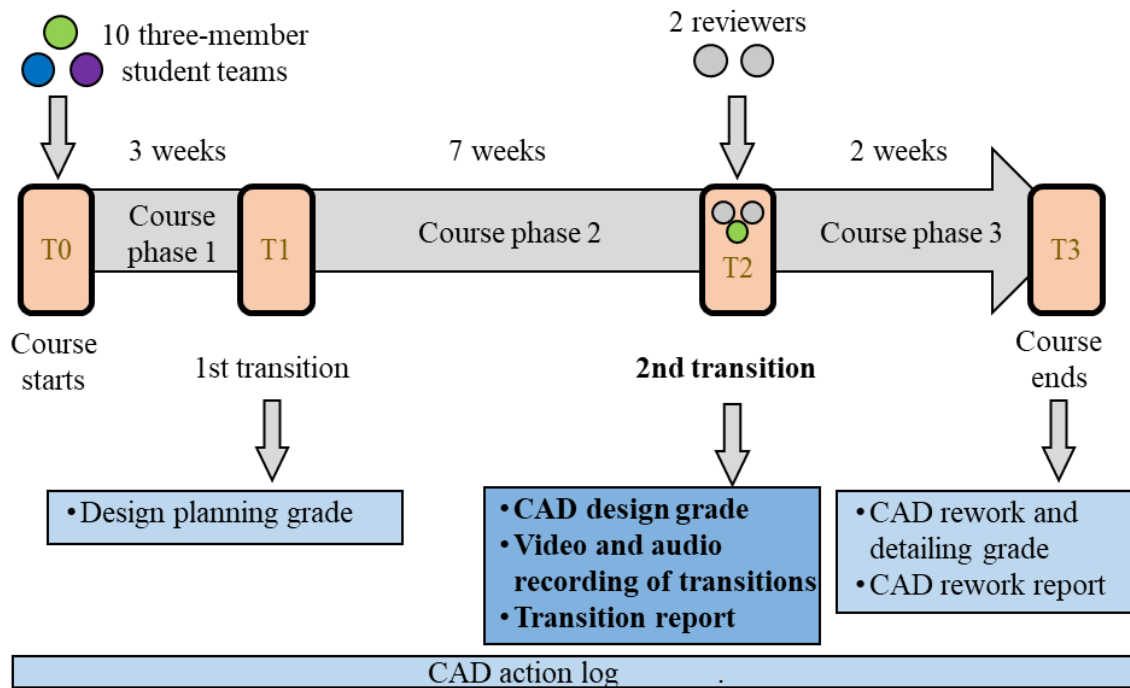 10 three-member
student teams
2 reviewers
3 weeks
7 weeks
2 weeks
T0
Course
phase 1
T1
Course phase 2
T2
Course phase 3
T3
Course
starts
1st transition
2nd transition
Course
ends
•Design planning grade
•CAD design grade
•Video and audio
recording of transitions
•Transition report
•CAD rework and
detailing grade
•CAD rework report
CAD action log .